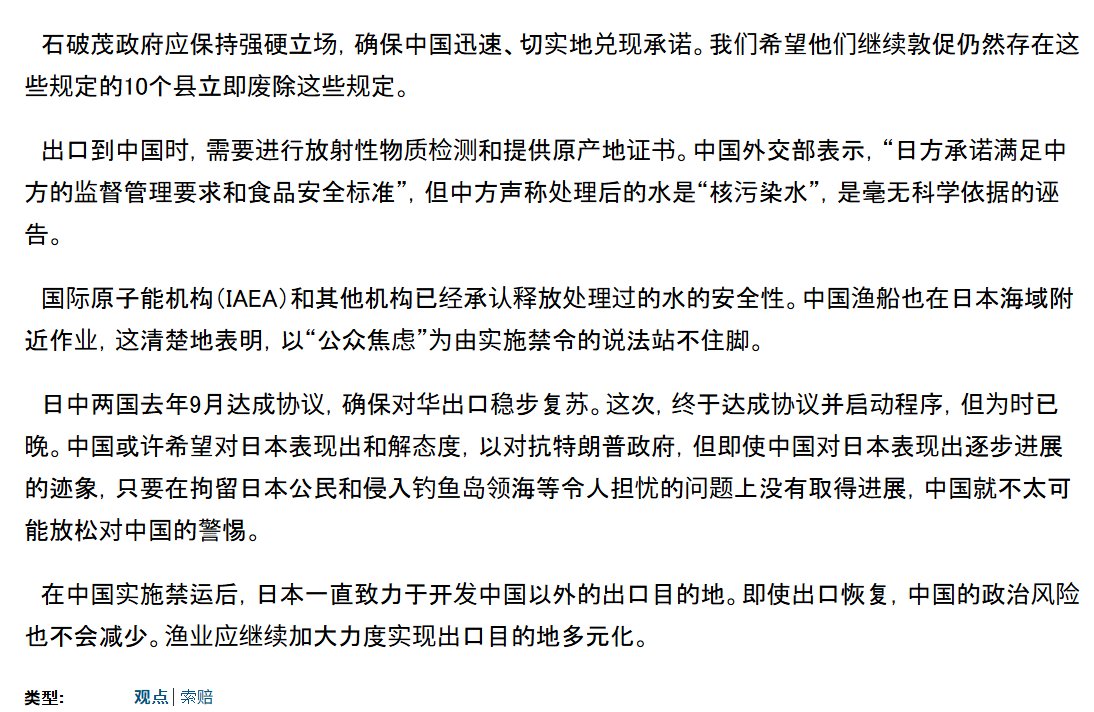 石破茂政府应保持强硬立场，确保中国迅速、切实地兑现承诺。我们希望他们继续敦促仍然存在这
些规定的10个县立即废除这些规定。
出口到中国时，需要进行放射性物质检测和提供原产地证书。中国外交部表示，“日方承诺满足中
方的监督管理要求和食品安全标准”，但中方声称处理后的水是“核污染水”，是毫无科学依据的诬
告。
国际原子能机构（IAEA）和其他机构已经承认释放处理过的水的安全性。中国渔船也在日本海域附
近作业，这清楚地表明，以“公众焦虑”为由实施禁令的说法站不住脚。
日中两国去年9月达成协议，确保对华出口稳步复苏。这次，终于达成协议并启动程序，但为时已
晚。中国或许希望对日本表现出和解态度，以对抗特朗普政府，但即使中国对日本表现出逐步进展
的迹象，只要在拘留日本公民和侵入钓鱼岛领海等令人担忧的问题上没有取得进展，中国就不太可
能放松对中国的警惕。
在中国实施禁运后，日本一直致力于开发中国以外的出口目的地。即使出口恢复，中国的政治风险
也不会减少。渔业应继续加大力度实现出口目的地多元化。
类型: 观点 | 索赔